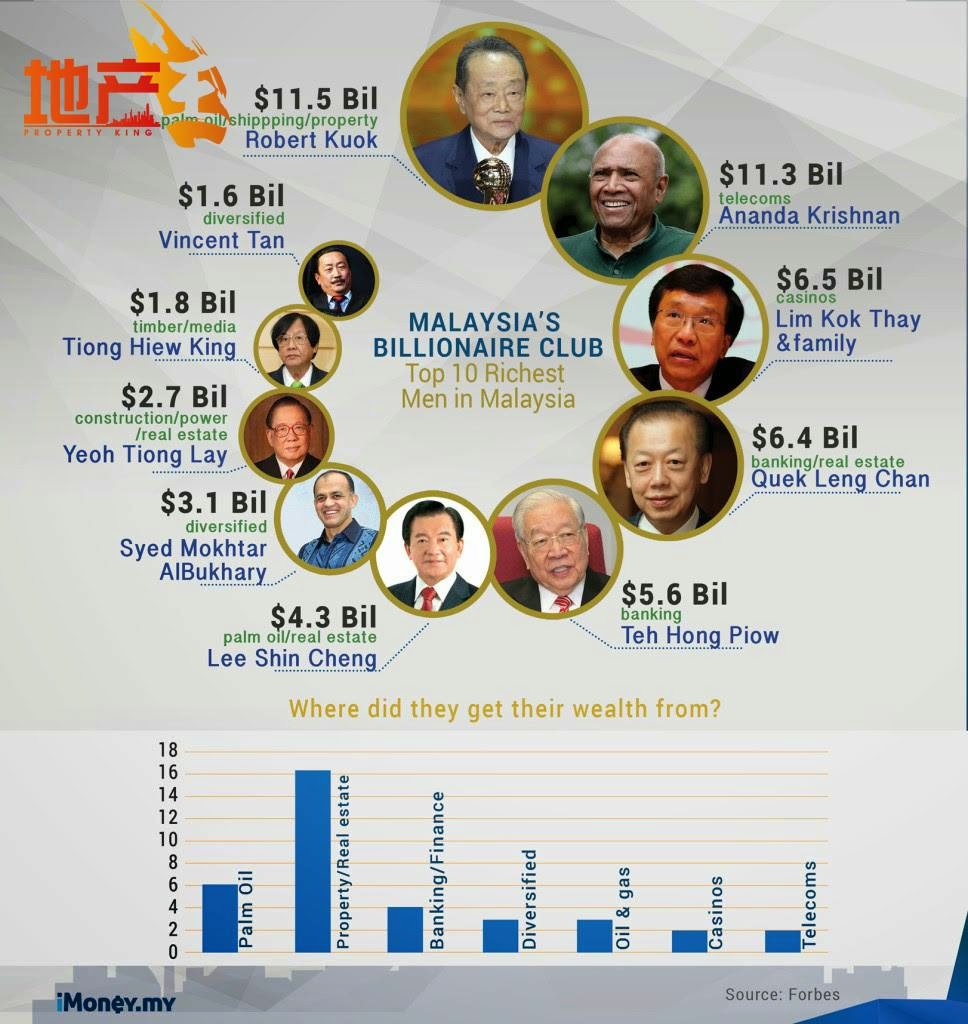 地产
PROPERTY KING
$11.5 Bil
palm oil/shippping/property
Robert Kuok
$11.3 Bil
telecoms
Ananda Krishnan
$1.6 Bil
diversified
Vincent Tan
$6.5 Bil
casinos
Lim Kok Thay
&family
$1.8 Bil
timber/media
Tiong Hiew King
MALAYSIA'S
BILLIONAIRE CLUB
Top 10 Richest
Men in Malaysia
$2.7 Bil
construction/power
/real estate
Yeoh Tiong Lay
$6.4 Bil
banking/real estate
Quek Leng Chan
$3.1 Bil
diversified
Syed Mokhtar
AlBukhary
$5.6 Bil
banking
Teh Hong Piow
$4.3 Bil
palm oil/real estate
Lee Shin Cheng
Where did they get their wealth from?
18
16
14
12
10
8
6
4
2
0
Palm Oil
Property/Real estate
Banking/Finance
Diversified
Oil & gas
Casinos
Telecoms
iMoney.my
Source: Forbes